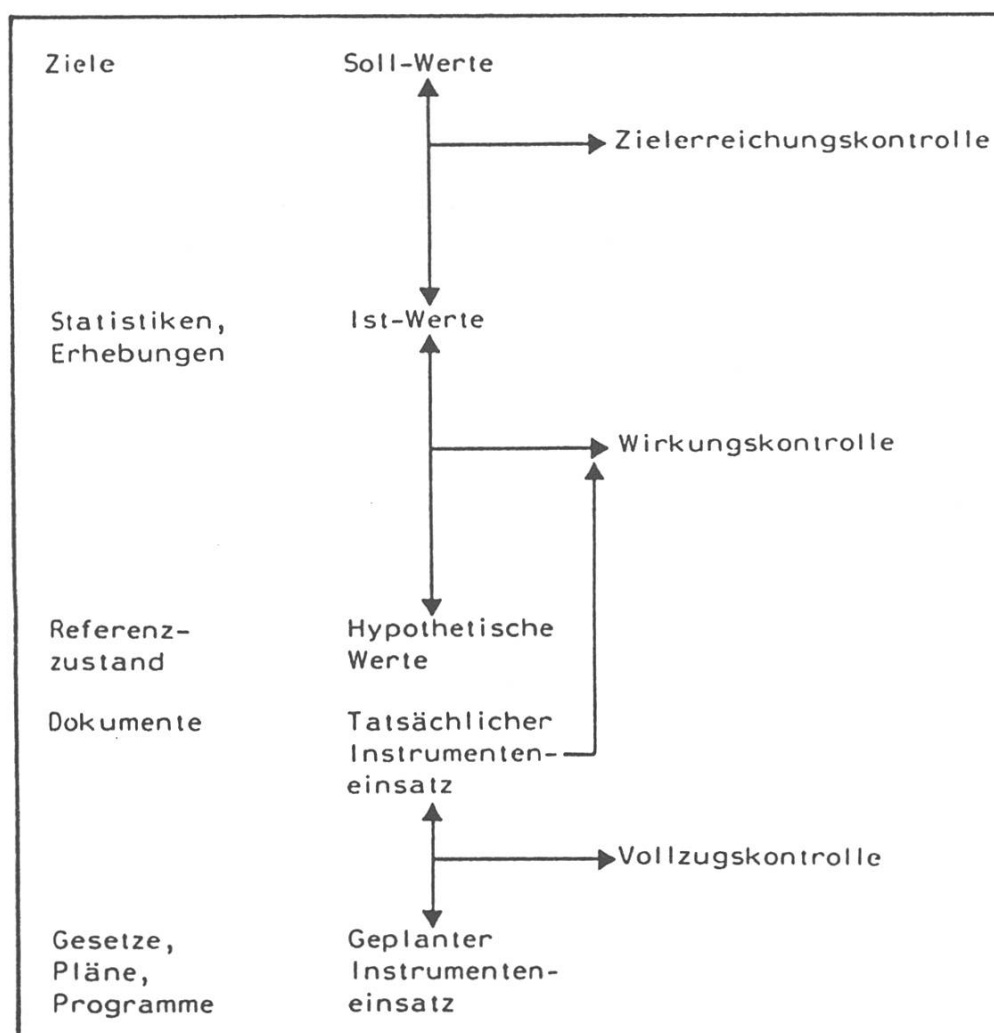 Ziele Soll-Werte
Zielerreichungskontrolle
Statistiken, Ist-Werte
Erhebungen
Wirkungskontrolle
Referenz- Hypothetische
zustand Werte
Dokumente Tatsächlicher
Instrumenten-
einsatz
Vollzugskontrolle
Gesetze, Geplanter
Pläne, Instrumenten-
Programme einsatz